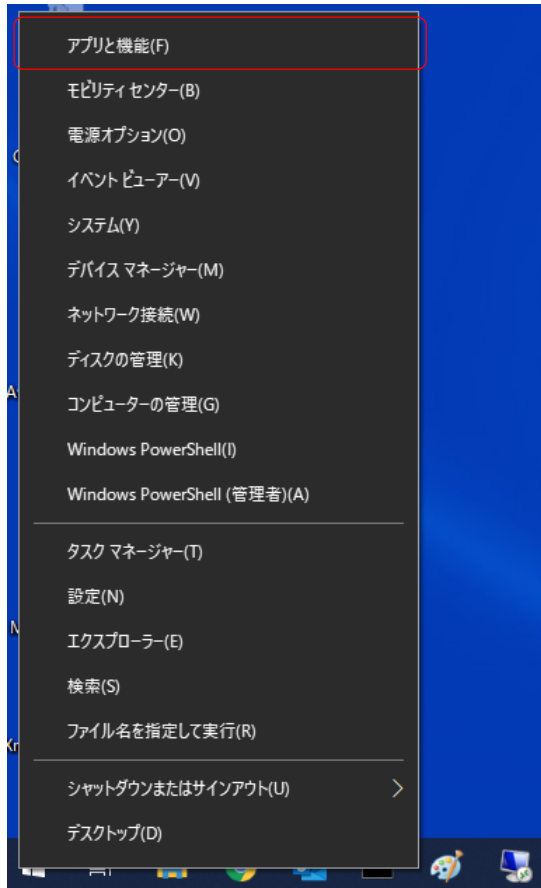 アプリと機能(F)
モビリティ センター(B)
電源オプション(O)
イベント ビューアー(V)
システム(Y)
デバイス マネージャー(M)
ネットワーク接続(W)
ディスクの管理(K)
コンピューターの管理(G)
Windows PowerShell(I)
Windows PowerShell (管理者)(A)
タスク マネージャー(T)
設定(N)
エクスプローラー(E)
検索(S)
ファイル名を指定して実行(R)
シャットダウンまたはサインアウト(U)
デスクトップ(D)